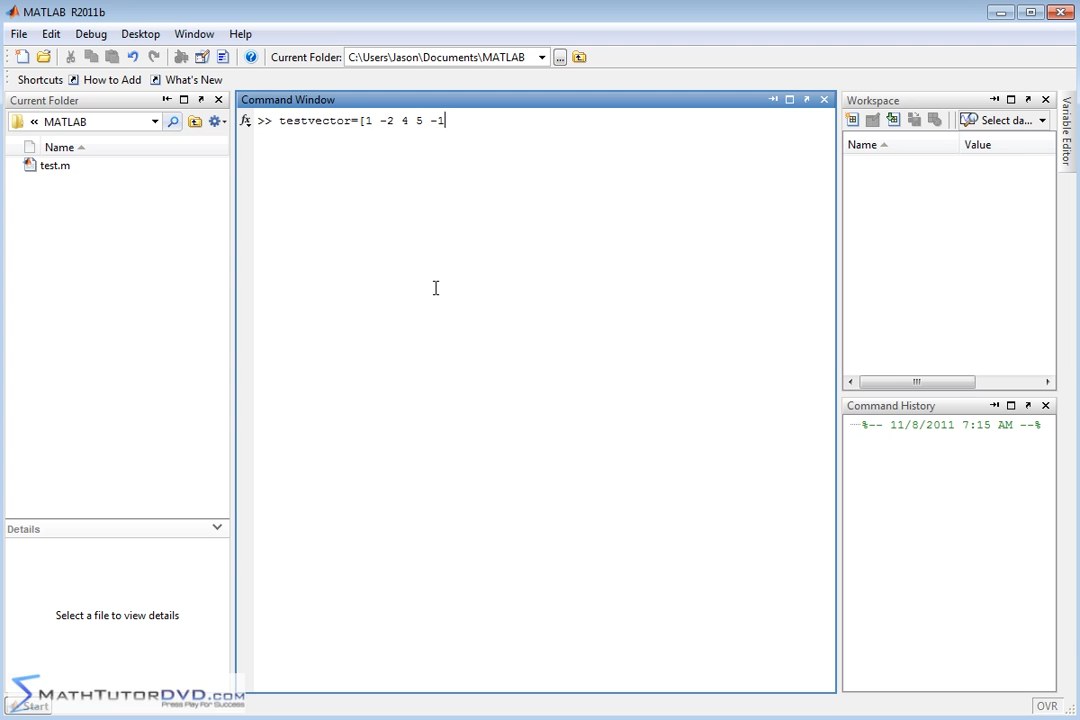 MATLAB R2011b
File Edit Debug Desktop Window Help
Current Folder: C:\Users\Jason\Documents\MATLAB ...
Shortcuts How to Add What's New
Current Folder
« MATLAB
Name
test.m
Details
Select a file to view details
Command Window
fx >> testvector=[1 -2 4 5 -1
Workspace
Select da...
Name Value
Variable Editor
Command History
%-- 11/8/2011 7:15 AM --%
MATHTUTORDVD.COM
Press Play For Success
Start
OVR